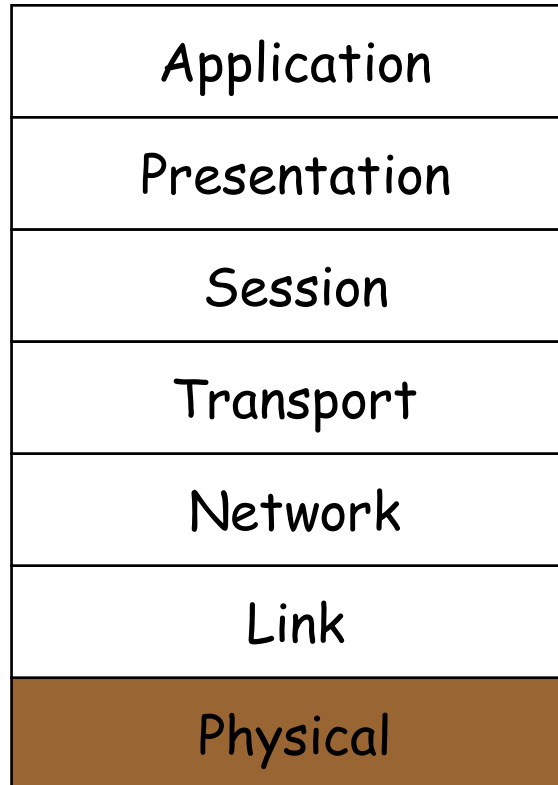 Application
Presentation
Session
Transport
Network
Link
Physical